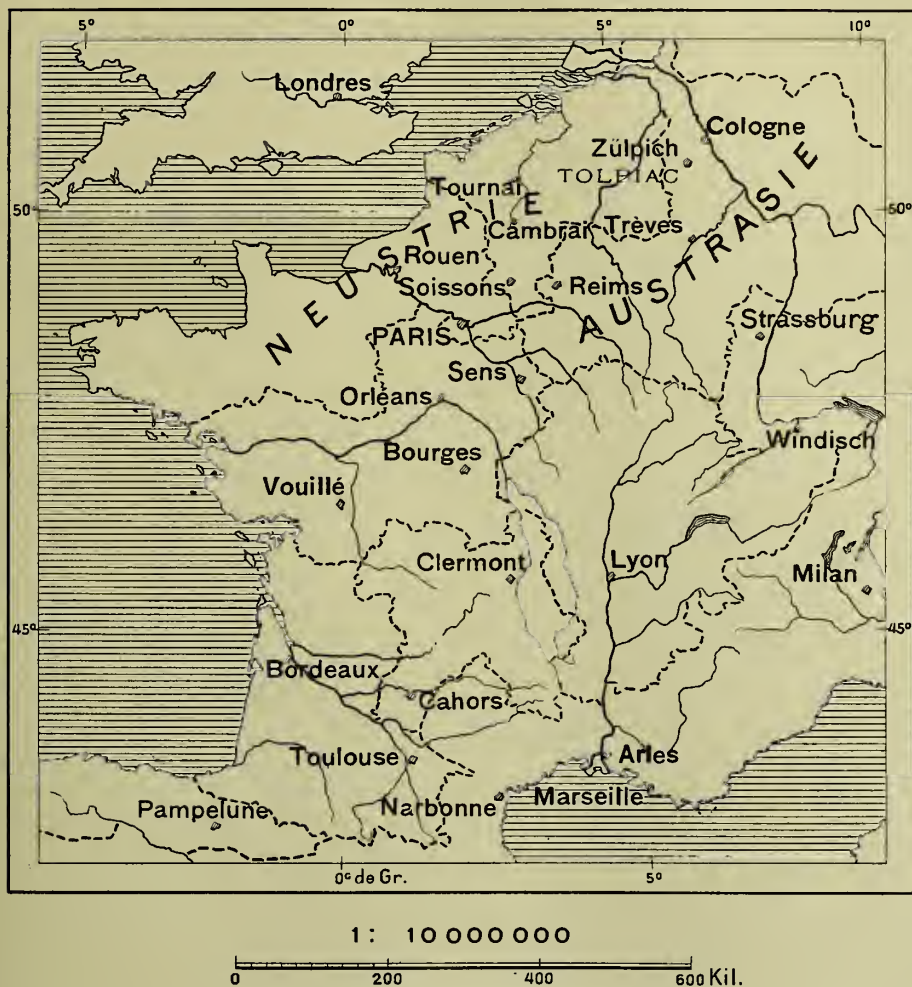 5° 0° 5° 10°
Londres
Cologne
Zülpich
TOLPIAC
50° 50°
Tournai
NEUSTRIE
Cambrai
Trèves
AUSTRASIE
Rouen
Soissons
Reims
PARIS
Strassburg
Sens
Orléans
Windisch
Bourges
Vouillé
Clermont
Lyon
Milan
45° 45°
Bordeaux
Cahors
Toulouse
Arles
Narbonne
Marseille
Pampelune
0° de Gr. 5°
1: 10 000 000
0 200 400 600 Kil.